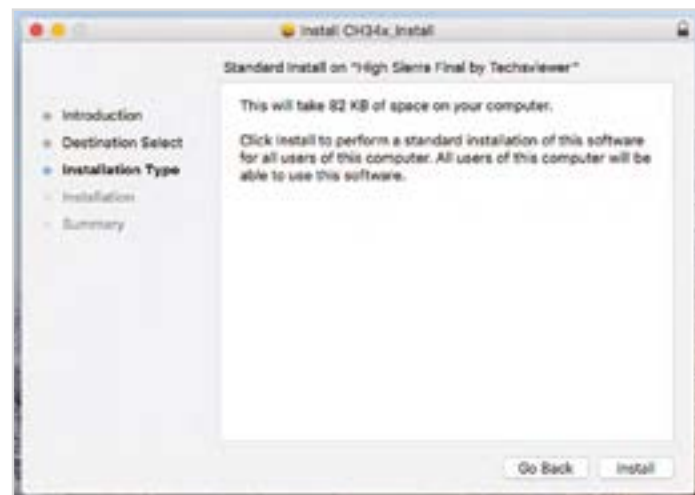 Install CH34x_Install
Standard Install on "High Sierra Final by Techsviewer"
Introduction
Destination Select
Installation Type
Installation
Summary
This will take 82 KB of space on your computer.
Click Install to perform a standard installation of this software
for all users of this computer. All users of this computer will be
able to use this software.
Go Back
Install